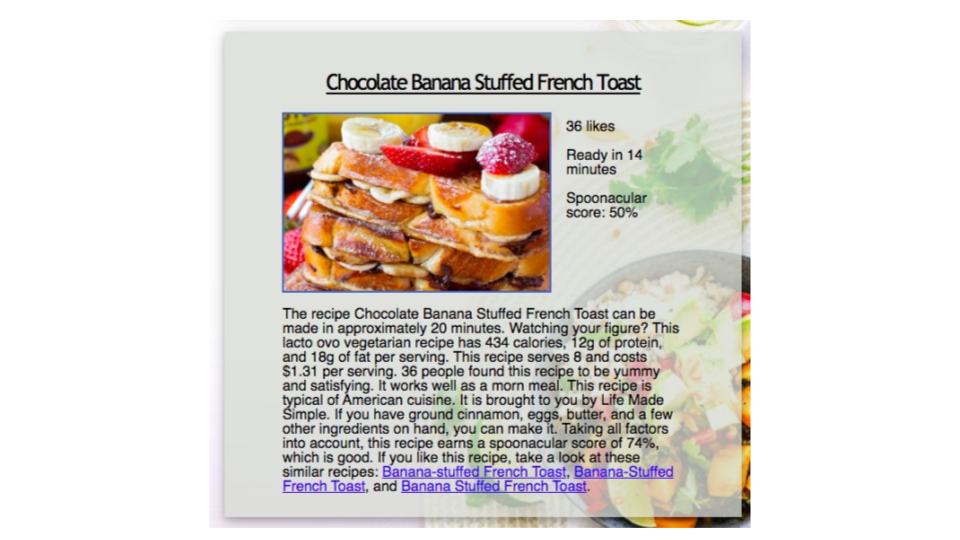 Chocolate Banana Stuffed French Toast
36 likes
Ready in 14
minutes
Spoonacular
score: 50%
The recipe Chocolate Banana Stuffed French Toast can be
made in approximately 20 minutes. Watching your figure? This
lacto ovo vegetarian recipe has 434 calories, 12g of protein,
and 18g of fat per serving. This recipe serves 8 and costs
$1.31 per serving. 36 people found this recipe to be yummy
and satisfying. It works well as a morn meal. This recipe is
typical of American cuisine. It is brought to you by Life Made
Simple. If you have ground cinnamon, eggs, butter, and a few
other ingredients on hand, you can make it. Taking all factors
into account, this recipe earns a spoonacular score of 74%,
which is good. If you like this recipe, take a look at these
similar recipes: Banana-stuffed French Toast, Banana-Stuffed
French Toast, and Banana Stuffed French Toast.